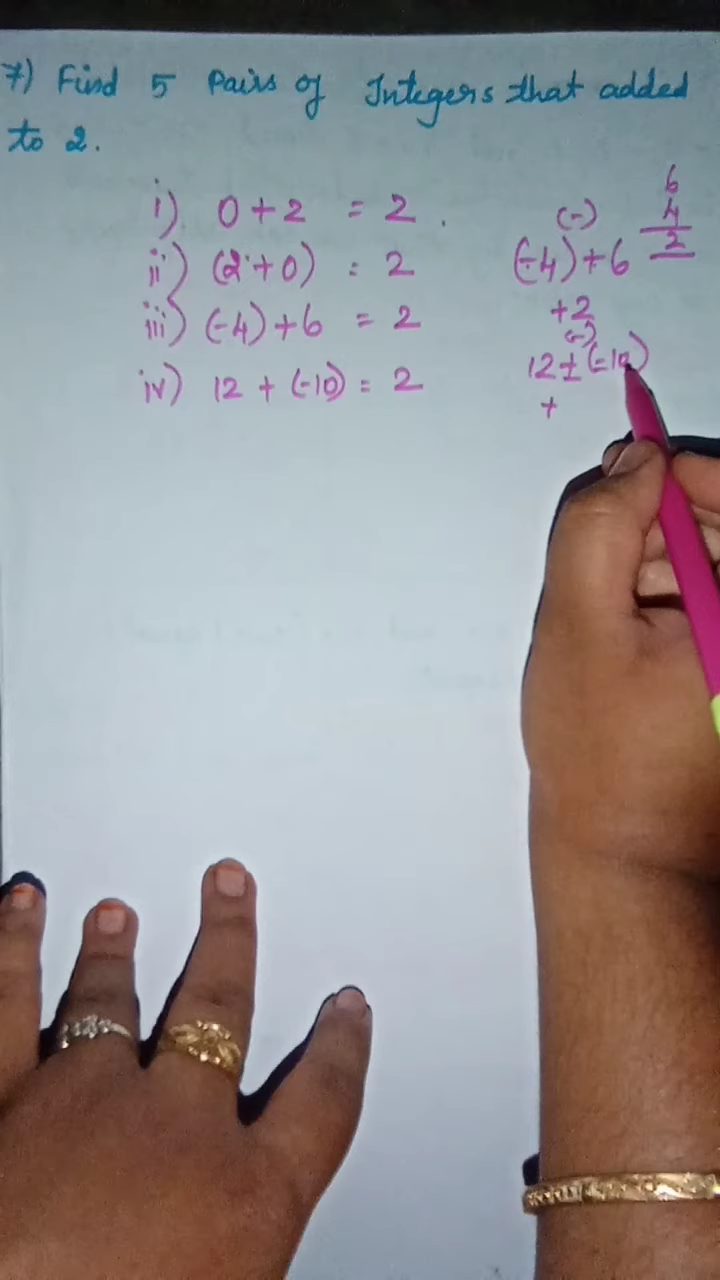 7) Find 5 Pairs of Integers that added
to 2.
i) 0 + 2 = 2 .
ii) (2 + 0) = 2
iii) (-4) + 6 = 2
iv) 12 + (-10) = 2
6
4
2
(-)
(-4) + 6
+2
(-)
12 + (-10)
+